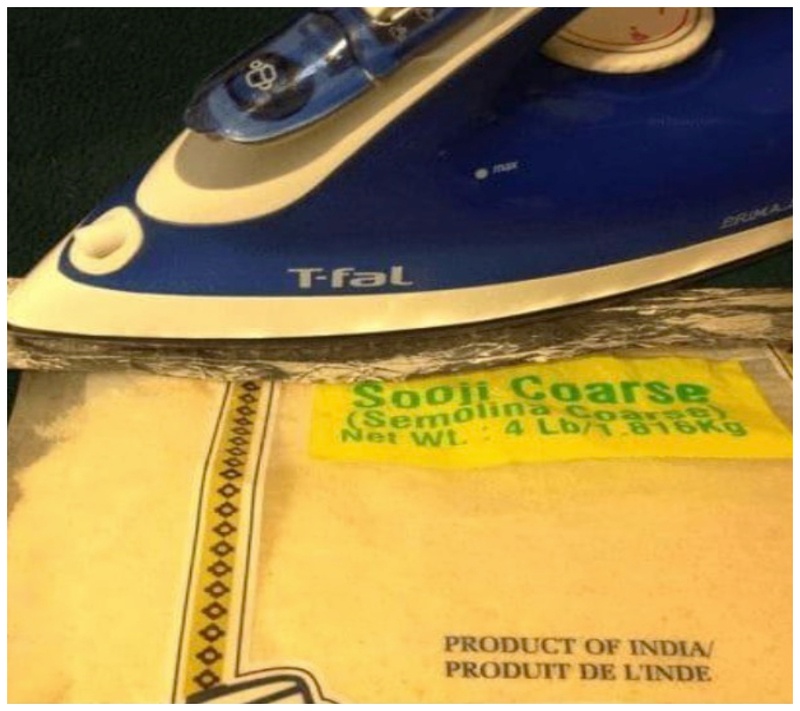 max
T-fal
Sooji Coarse
(Semolina Coarse)
Net Wt. : 4 Lb/1.816Kg
PRODUCT OF INDIA/
PRODUIT DE L'INDE